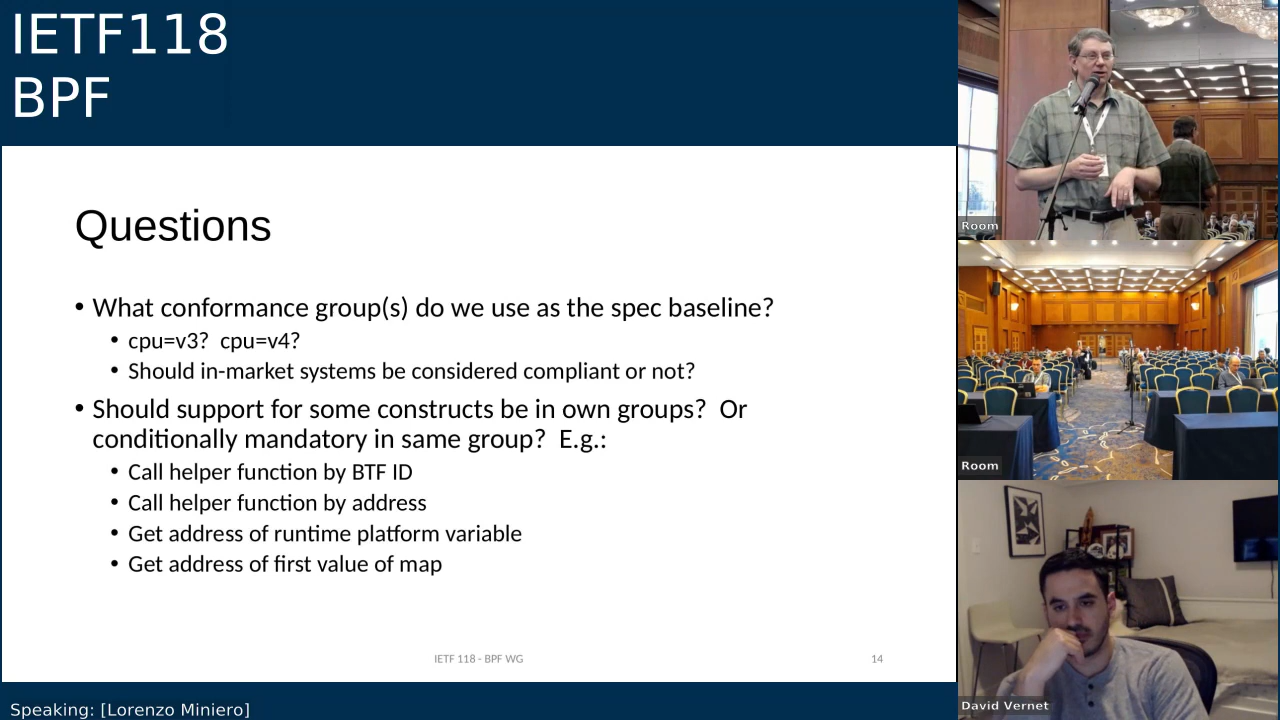 IETF118
BPF
Questions
• What conformance group(s) do we use as the spec baseline?
• cpu=v3?  cpu=v4?
• Should in-market systems be considered compliant or not?
• Should support for some constructs be in own groups?  Or
conditionally mandatory in same group?  E.g.:
• Call helper function by BTF ID
• Call helper function by address
• Get address of runtime platform variable
• Get address of first value of map
IETF 118 - BPF WG
14
Speaking: [Lorenzo Miniero]
Room
Room
David Vernet